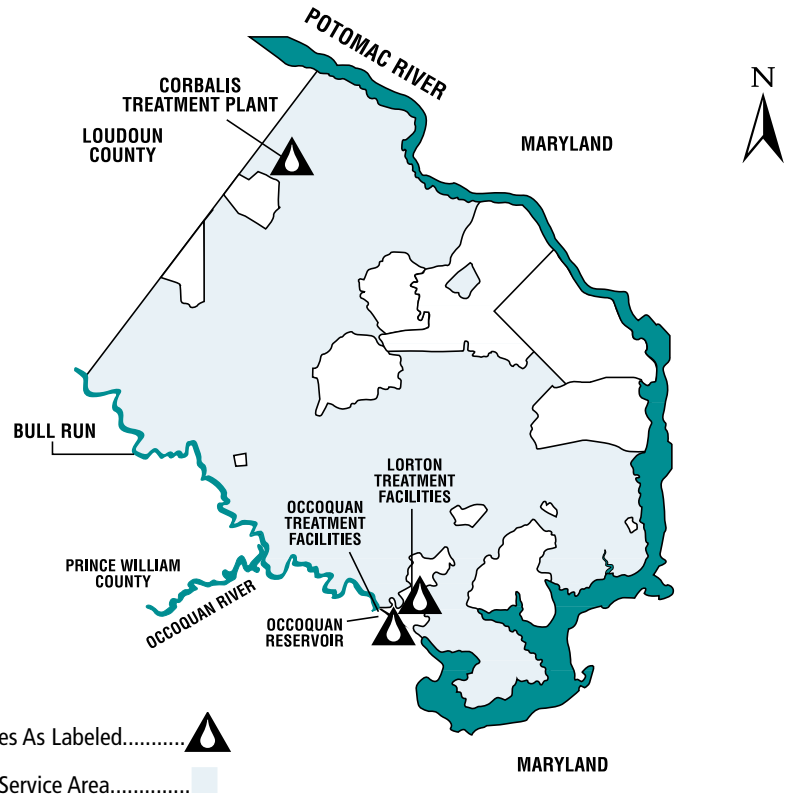 POTOMAC RIVER
N
CORBALIS
TREATMENT PLANT
LOUDOUN
COUNTY
MARYLAND
BULL RUN
LORTON
TREATMENT
FACILITIES
OCCOQUAN
TREATMENT
FACILITIES
PRINCE WILLIAM
COUNTY
OCCOQUAN RIVER
OCCOQUAN
RESERVOIR
es As Labeled..........
Service Area..............
MARYLAND